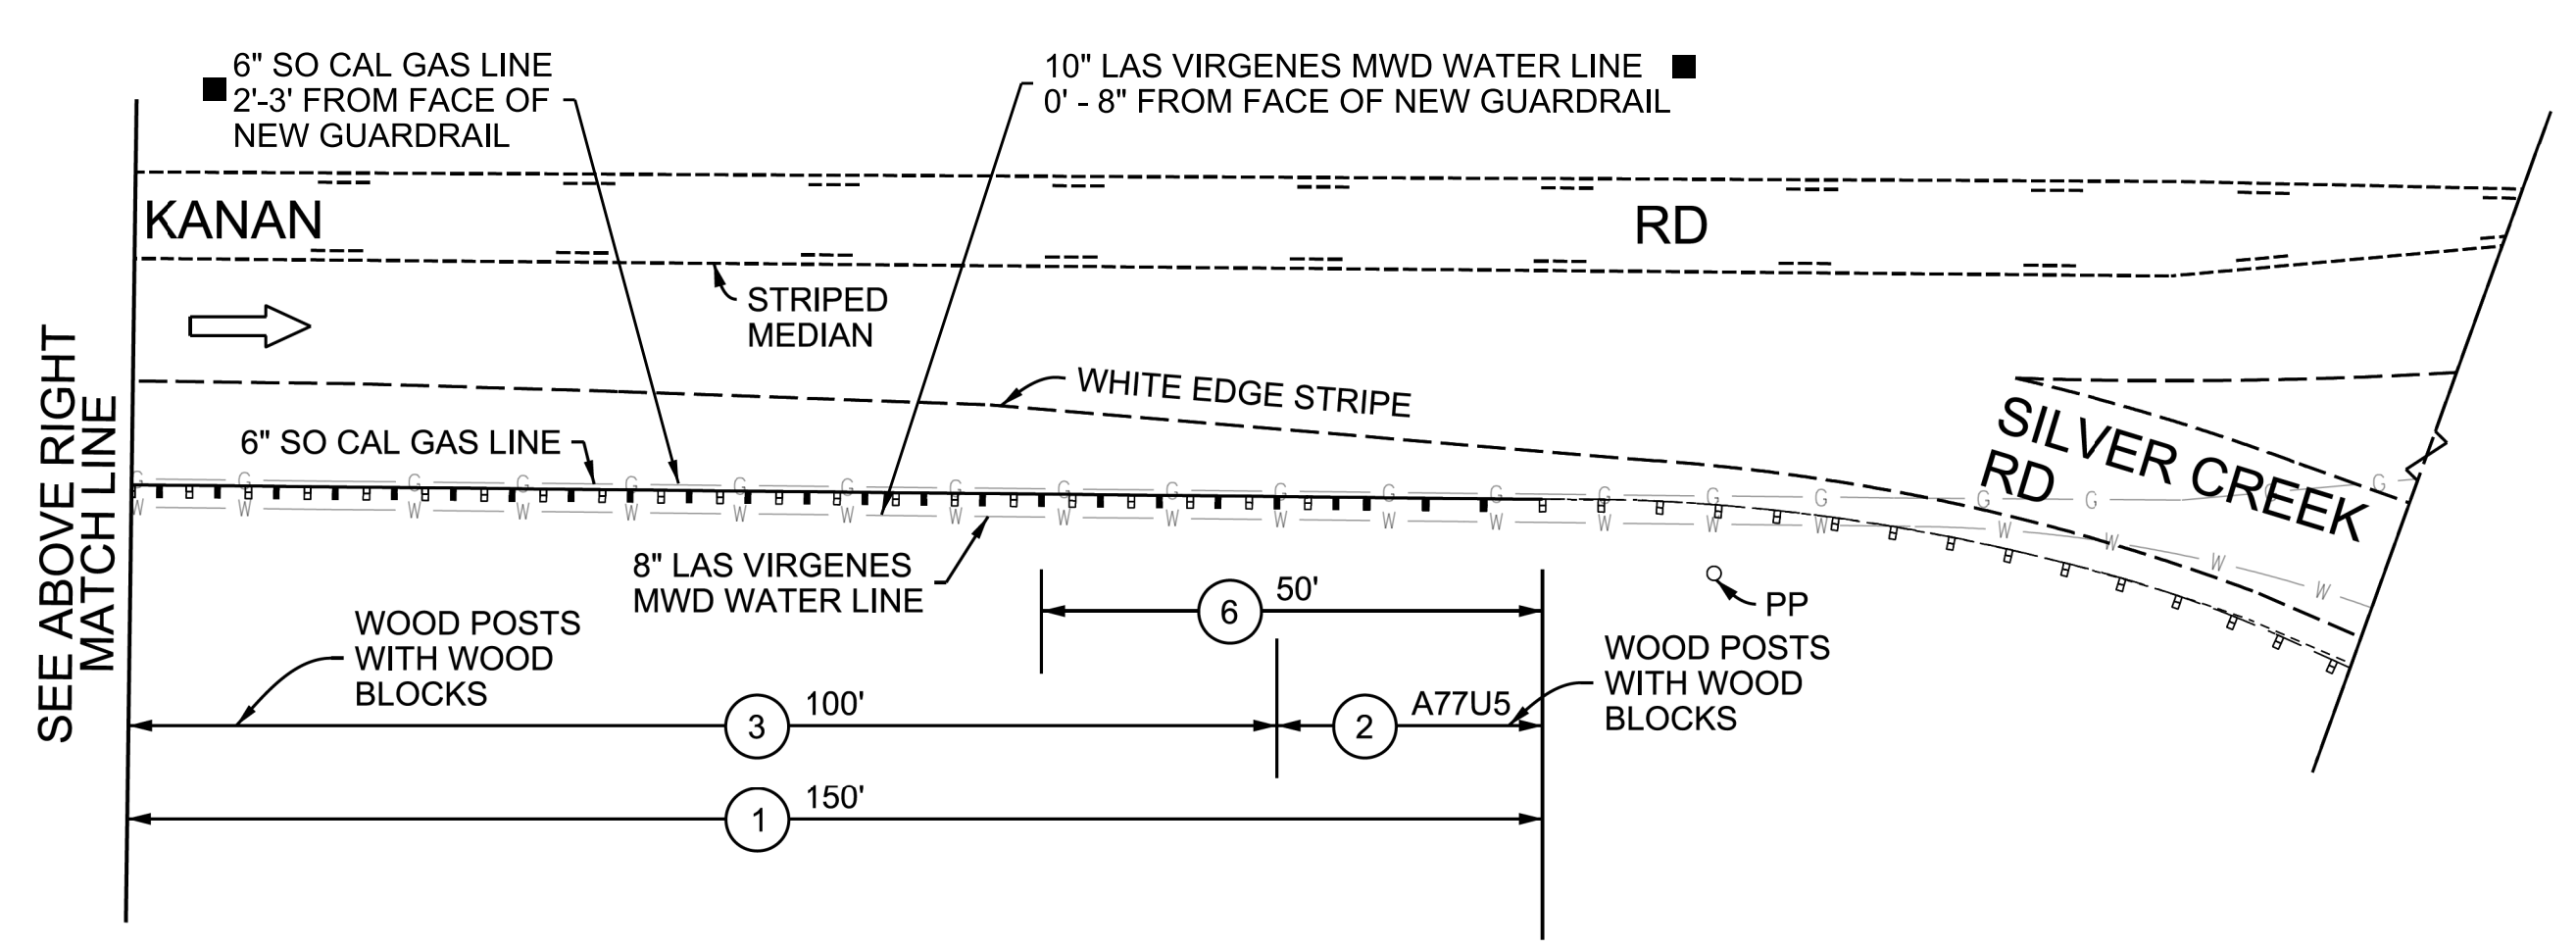 6" SO CAL GAS LINE
2'-3' FROM FACE OF
NEW GUARDRAIL
10" LAS VIRGENES MWD WATER LINE
0' - 8" FROM FACE OF NEW GUARDRAIL
KANAN
RD
STRIPED
MEDIAN
WHITE EDGE STRIPE
6" SO CAL GAS LINE
SILVER CREEK
RD
G G G G G G G G G G G G G G G G G G G G
W W W W W W W W W W W W W W W W W W W
SEE ABOVE RIGHT
MATCH LINE
8" LAS VIRGENES
MWD WATER LINE
6 50'
PP
WOOD POSTS
WITH WOOD
BLOCKS
WOOD POSTS
WITH WOOD
BLOCKS
3 100'
2 A77U5
1 150'